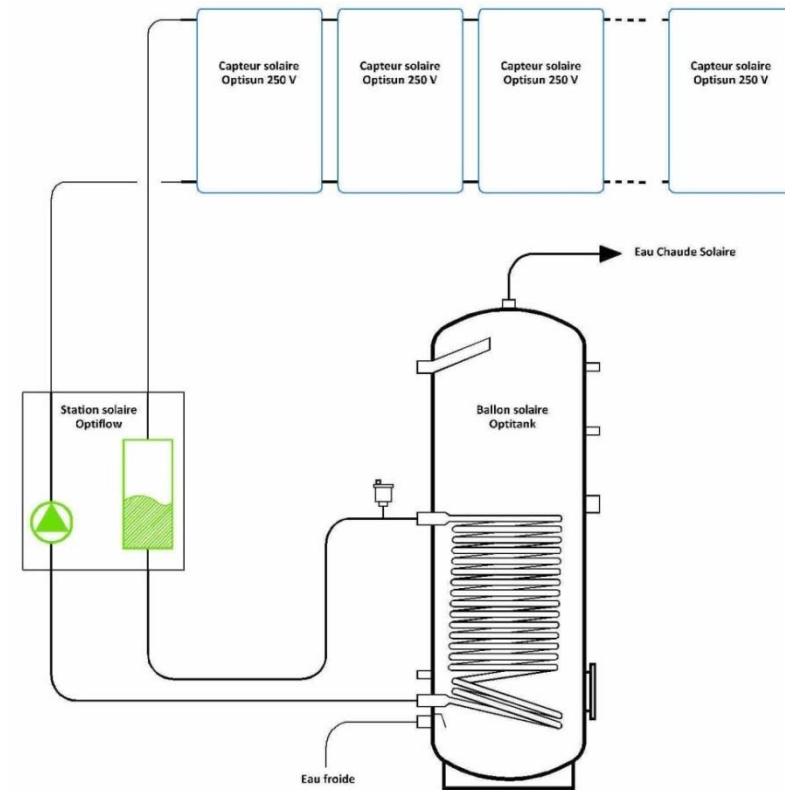 Capteur solaire
Optisun 250 V
Capteur solaire
Optisun 250 V
Capteur solaire
Optisun 250 V
Capteur solaire
Optisun 250 V
Eau Chaude Solaire
Station solaire
Optiflow
Ballon solaire
Optitank
Eau froide